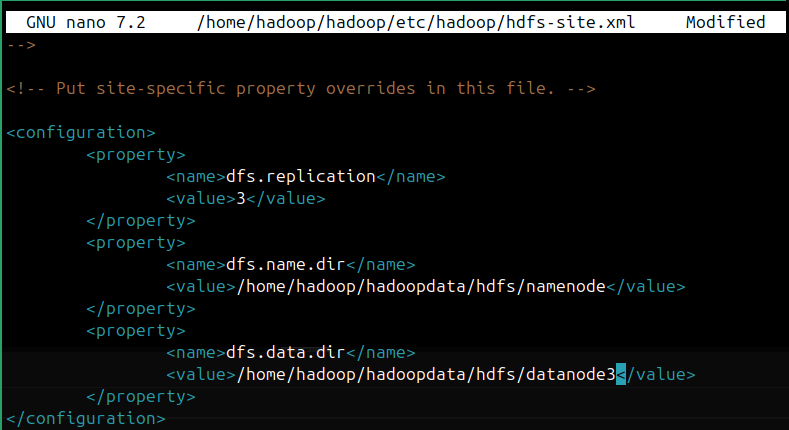 GNU nano 7.2 /home/hadoop/hadoop/etc/hadoop/hdfs-site.xml Modified
-->
<!-- Put site-specific property overrides in this file. -->
<configuration>
<property>
<name>dfs.replication</name>
<value>3</value>
</property>
<property>
<name>dfs.name.dir</name>
<value>/home/hadoop/hadoopdata/hdfs/namenode</value>
</property>
<property>
<name>dfs.data.dir</name>
<value>/home/hadoop/hadoopdata/hdfs/datanode3</value>
</property>
</configuration>